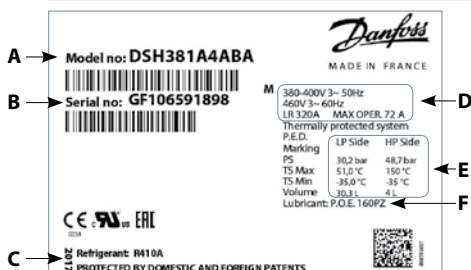 Danfoss
MADE IN FRANCE
A Model no: DSH381A4ABA
B Serial no: GF106591898
M
380-400V 3~ 50Hz
460V 3~ 60Hz
LR 320A MAX OPER. 72 A
D
Thermally protected system
P.E.D.
Marking LP Side HP Side
PS 30,2 bar 48,7 bar
TS Max 51,0 °C 150 °C
TS Min -35,0 °C -35 °C
Volume 30,3 L 4 L
E
Lubricant: P.O.E. 160PZ F
CE us EAC
C Refrigerant: R410A
PROTECTED BY DOMESTIC AND FOREIGN PATENTS